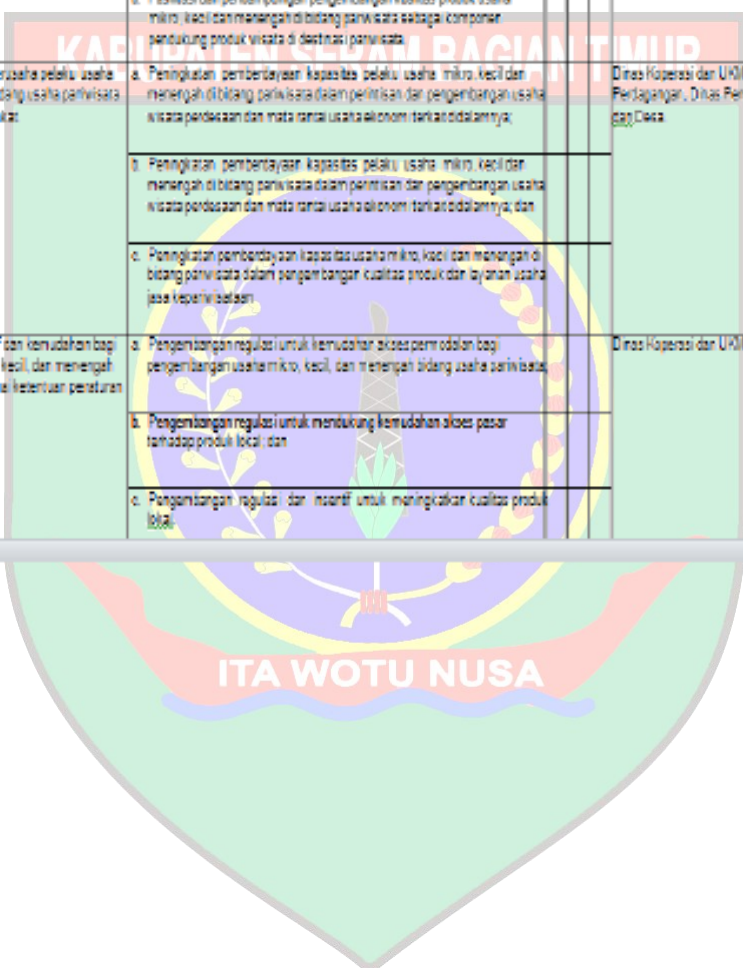 mikro, kecil dan menengah di bidang pariwisata sebagai komponen
pendukung produk wisata di destinasi pariwisata
KABUPATEN SERAM BAGIAN TIMUR
usaha pelaku usaha
dang usaha pariwisata
a. Peningkatan pemberdayaan kapasitas pelaku usaha mikro, kecil dan
menengah di bidang pariwisata dalam perintisan dan pengembangan usaha
wisata perdesaan dan mata rantai usaha ekonomi terkait didalamnya;
Dinas Koperasi dan UKM
Perdagangan, Dinas
dan Desa
b. Peningkatan pemberdayaan kapasitas pelaku usaha mikro, kecil dan
menengah di bidang pariwisata dalam perintisan dan pengembangan usaha
wisata perdesaan dan mata rantai usaha ekonomi terkait didalamnya; dan
c. Peningkatan pemberdayaan kapasitas usaha mikro, kecil dan menengah di
bidang pariwisata dalam pengembangan kualitas produk dan layanan usaha
jasa kepariwisataan
dan kemudahan bagi
kecil, dan menengah
ai ketentuan peraturan
a. Pengembangan regulasi untuk kemudahan akses permodalan bagi
pengembangan usaha mikro, kecil, dan menengah bidang usaha pariwisata;
Dinas Koperasi dan UKM
b. Pengembangan regulasi untuk mendukung kemudahan akses pasar
terhadap produk lokal; dan
c. Pengembangan regulasi dan insentif untuk meningkatkan kualitas produk
lokal.
ITA WOTU NUSA